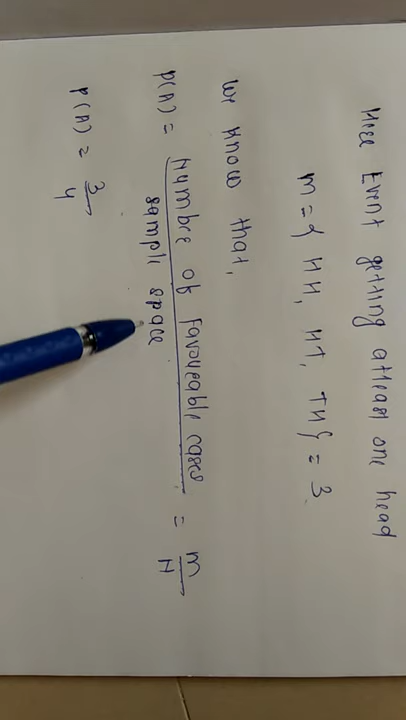 Here Event getting atleast one head
m = { HH, HT, TH} = 3
We know that,
P(A) = Number of Favourable cases / sample space = m / N
P(A) = 3 / 4